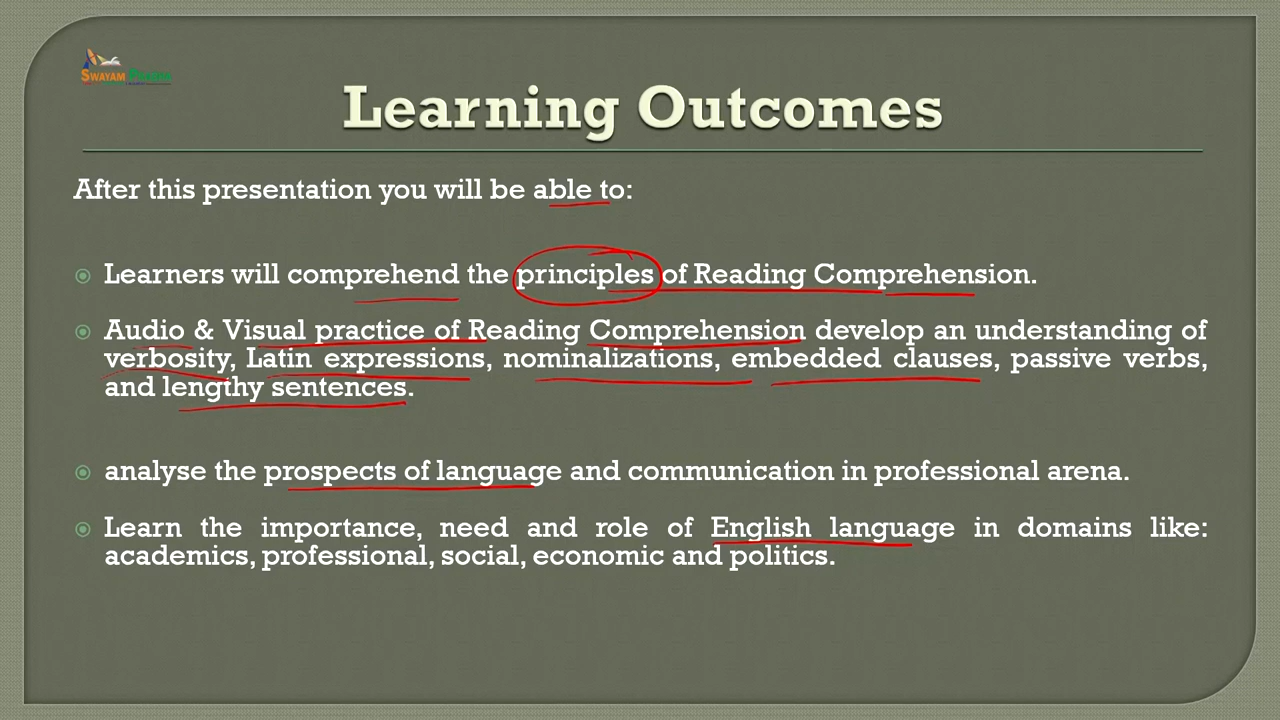 SWAYAM PRABHA
Learning Outcomes
After this presentation you will be able to:
Learners will comprehend the principles of Reading Comprehension.
Audio & Visual practice of Reading Comprehension develop an understanding of
verbosity, Latin expressions, nominalizations, embedded clauses, passive verbs,
and lengthy sentences.
analyse the prospects of language and communication in professional arena.
Learn the importance, need and role of English language in domains like:
academics, professional, social, economic and politics.